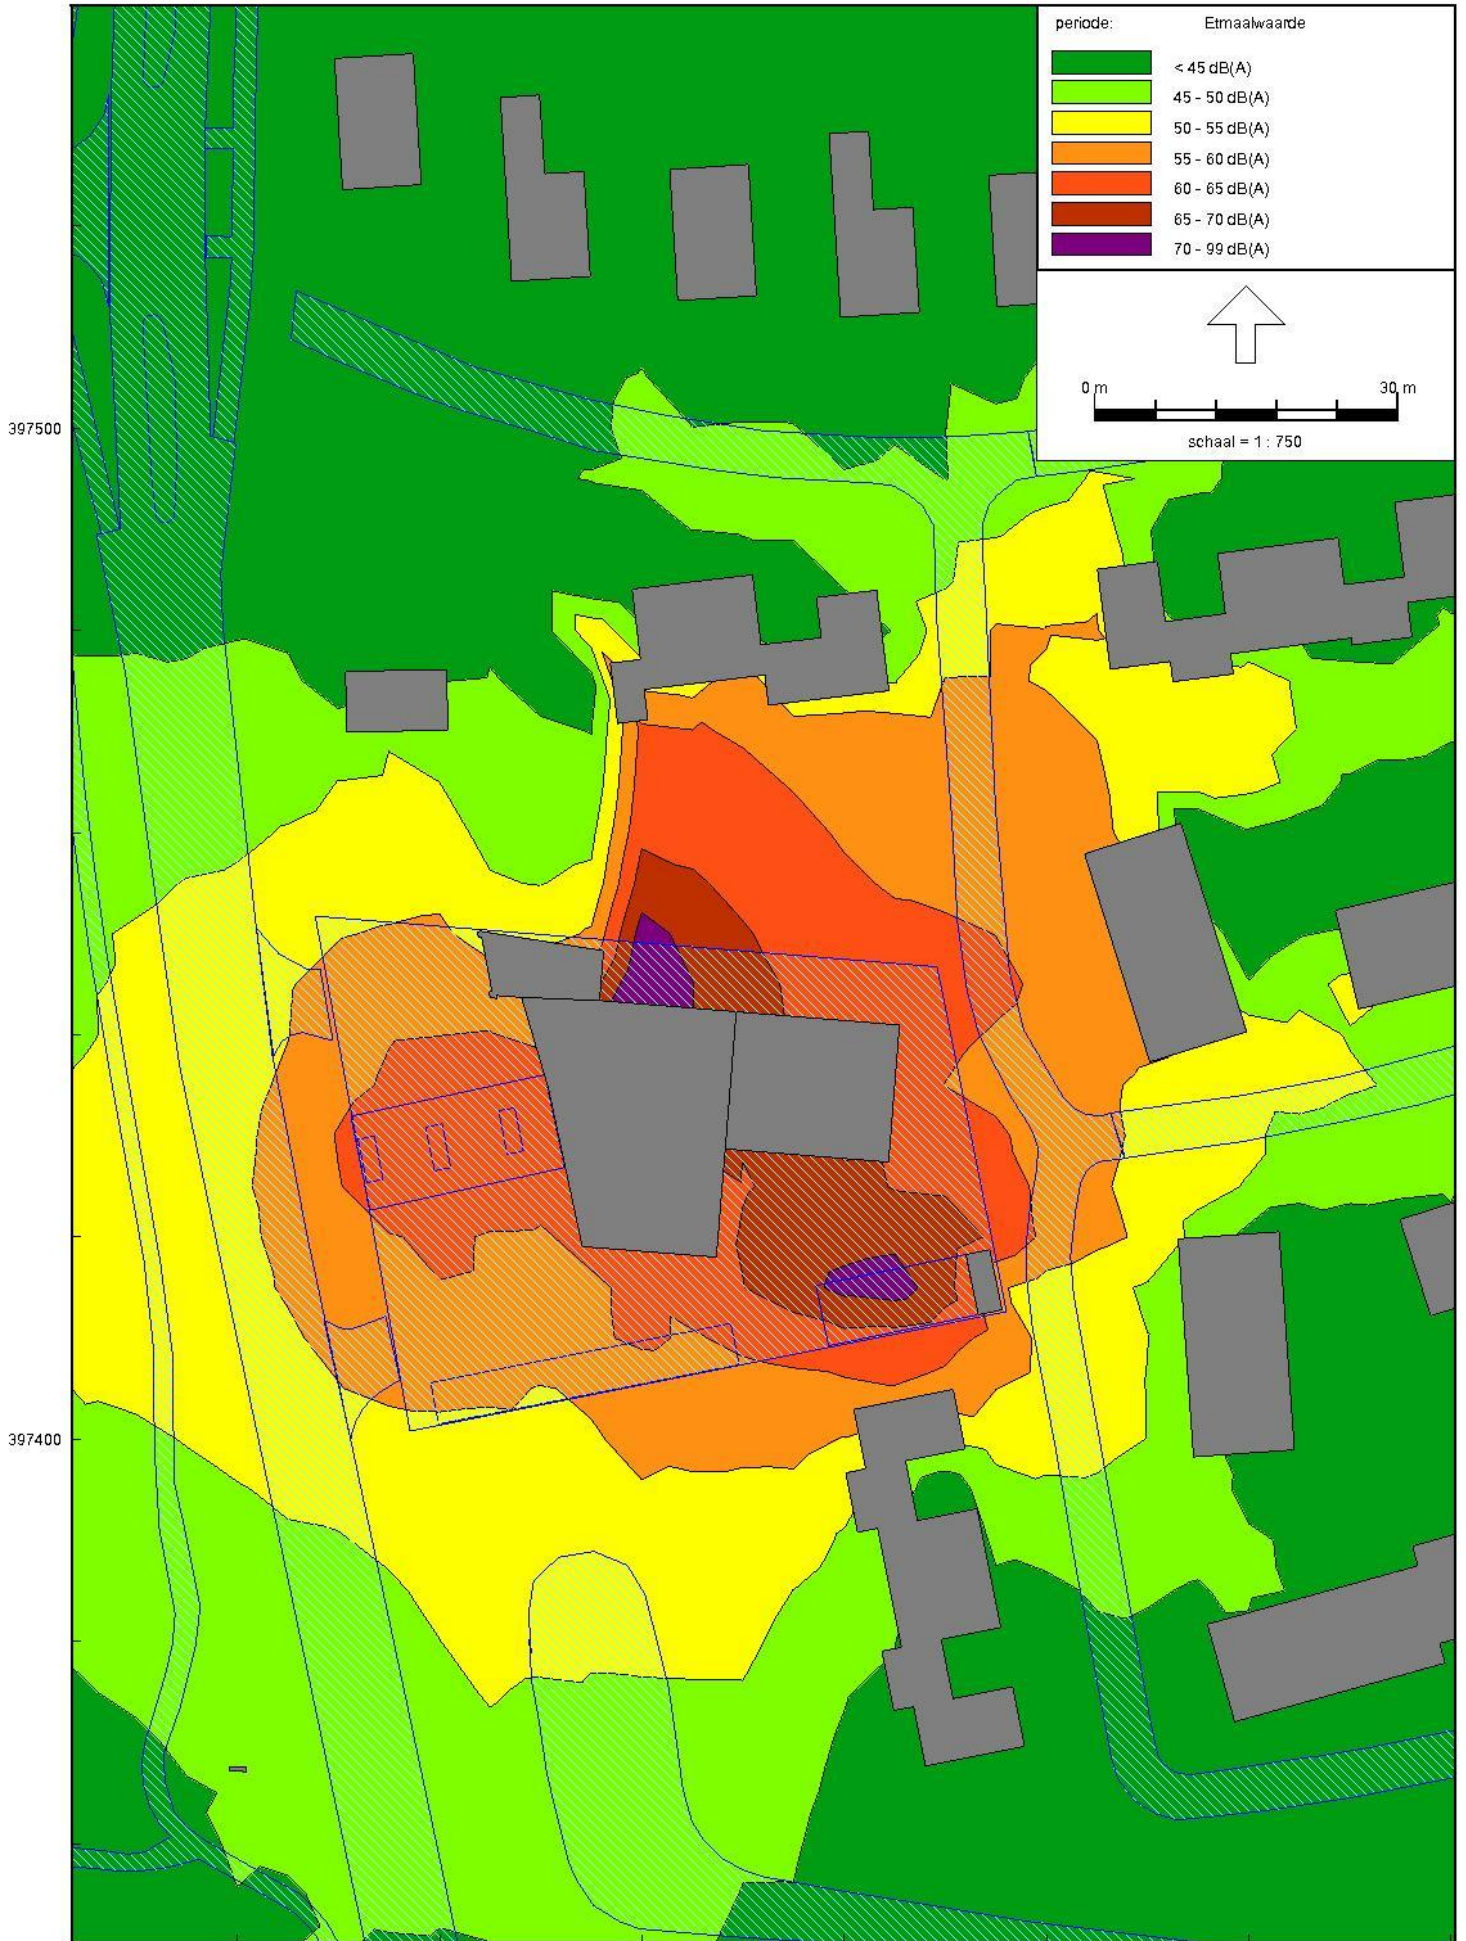 periode: Etmaalwaarde
< 45 dB(A)
45 - 50 dB(A)
50 - 55 dB(A)
55 - 60 dB(A)
60 - 65 dB(A)
65 - 70 dB(A)
70 - 99 dB(A)
0 m 30 m
schaal = 1 : 750
397500
397400